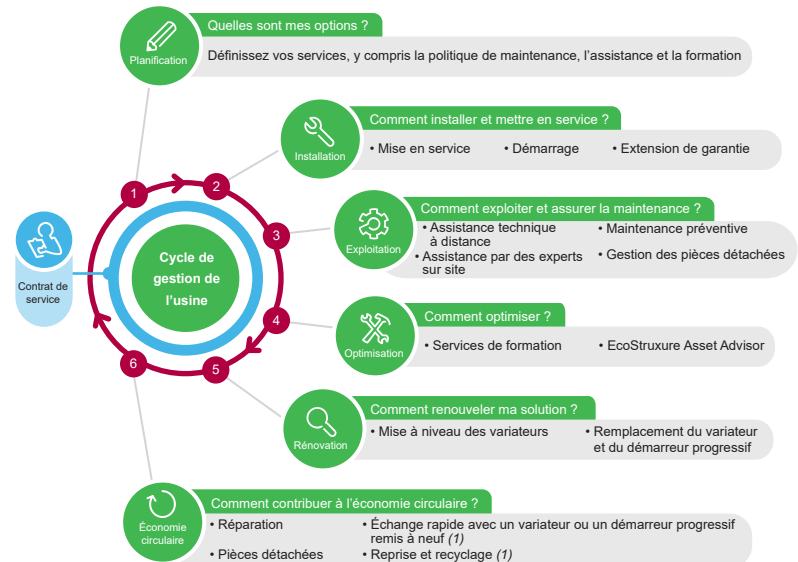 Quelles sont mes options ?
Planification
Définissez vos services, y compris la politique de maintenance, l’assistance et la formation
Comment installer et mettre en service ?
Installation
• Mise en service
• Démarrage
• Extension de garantie
1
2
3
4
5
6
Comment exploiter et assurer la maintenance ?
Exploitation
• Assistance technique
à distance
• Assistance par des experts
sur site
• Maintenance préventive
• Gestion des pièces détachées
Cycle de
gestion de
l’usine
Contrat de
service
Comment optimiser ?
Optimisation
• Services de formation
• EcoStruxure Asset Advisor
Comment renouveler ma solution ?
Rénovation
• Mise à niveau des variateurs
• Remplacement du variateur
et du démarreur progressif
Comment contribuer à l’économie circulaire ?
Économie
circulaire
• Réparation
• Échange rapide avec un variateur ou un démarreur progressif
remis à neuf (1)
• Pièces détachées
• Reprise et recyclage (1)